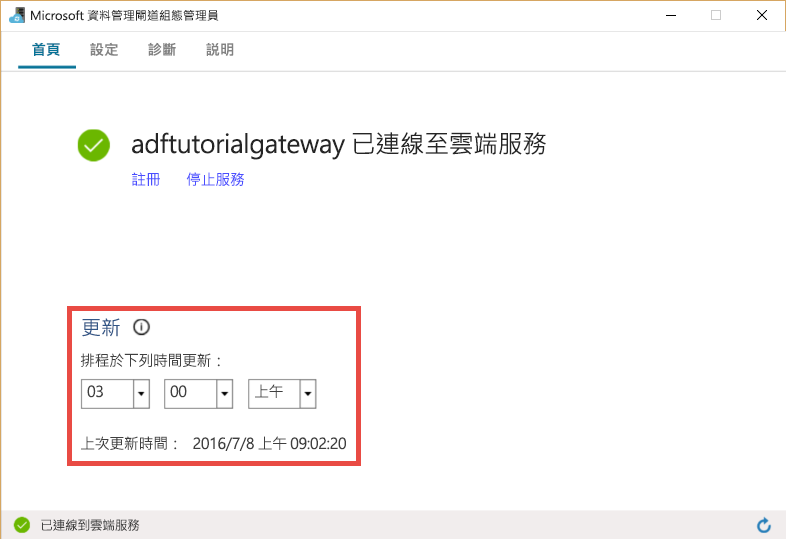 Microsoft 資料管理閘道組態管理員
首頁 設定 診斷 說明
adftutorialgateway 已連線至雲端服務
註冊 停止服務
更新
排程於下列時間更新：
03 00 上午
上次更新時間： 2016/7/8 上午 09:02:20
已連線到雲端服務